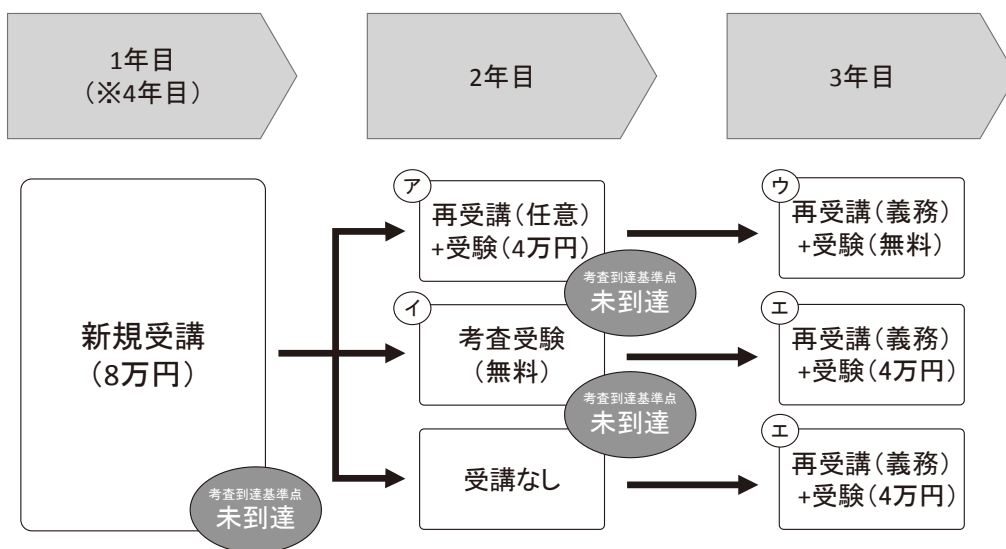 1年目
（※4年目）
2年目
3年目
新規受講
（8万円）
考査到達基準点
未到達
ア
再受講（任意）
+受験（4万円）
考査到達基準点
未到達
イ
考査受験
（無料）
考査到達基準点
未到達
受講なし
ウ
再受講（義務）
+受験（無料）
エ
再受講（義務）
+受験（4万円）
エ
再受講（義務）
+受験（4万円）